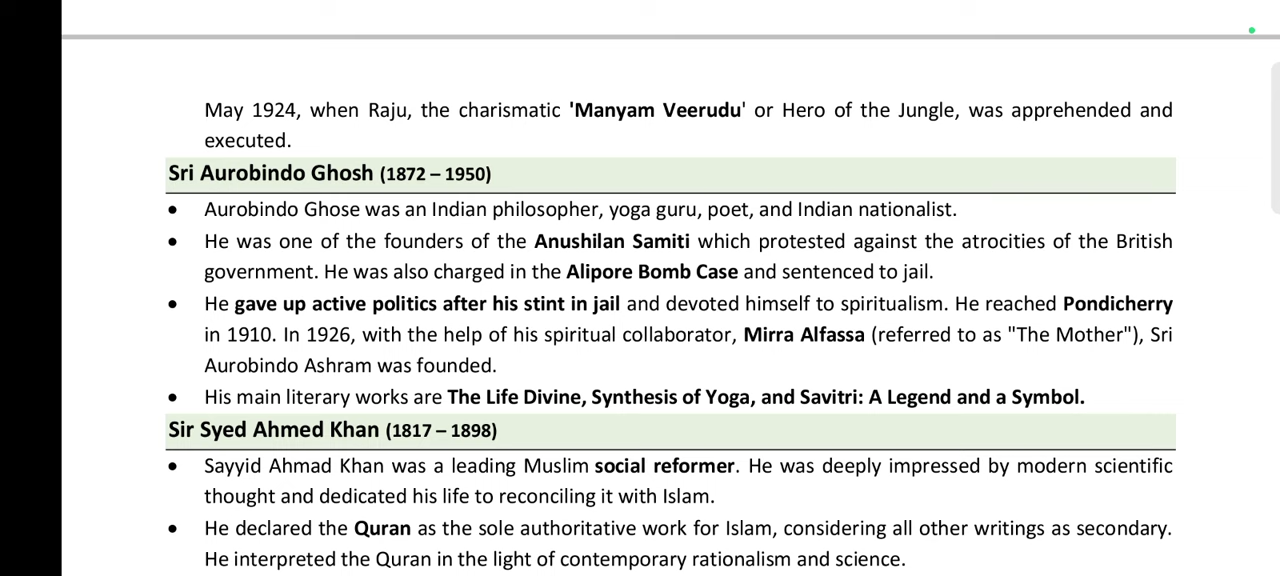 May 1924, when Raju, the charismatic 'Manyam Veerudu' or Hero of the Jungle, was apprehended and
executed.
Sri Aurobindo Ghosh (1872 – 1950)
• Aurobindo Ghose was an Indian philosopher, yoga guru, poet, and Indian nationalist.
• He was one of the founders of the Anushilan Samiti which protested against the atrocities of the British
government. He was also charged in the Alipore Bomb Case and sentenced to jail.
• He gave up active politics after his stint in jail and devoted himself to spiritualism. He reached Pondicherry
in 1910. In 1926, with the help of his spiritual collaborator, Mirra Alfassa (referred to as "The Mother"), Sri
Aurobindo Ashram was founded.
• His main literary works are The Life Divine, Synthesis of Yoga, and Savitri: A Legend and a Symbol.
Sir Syed Ahmed Khan (1817 – 1898)
• Sayyid Ahmad Khan was a leading Muslim social reformer. He was deeply impressed by modern scientific
thought and dedicated his life to reconciling it with Islam.
• He declared the Quran as the sole authoritative work for Islam, considering all other writings as secondary.
He interpreted the Quran in the light of contemporary rationalism and science.